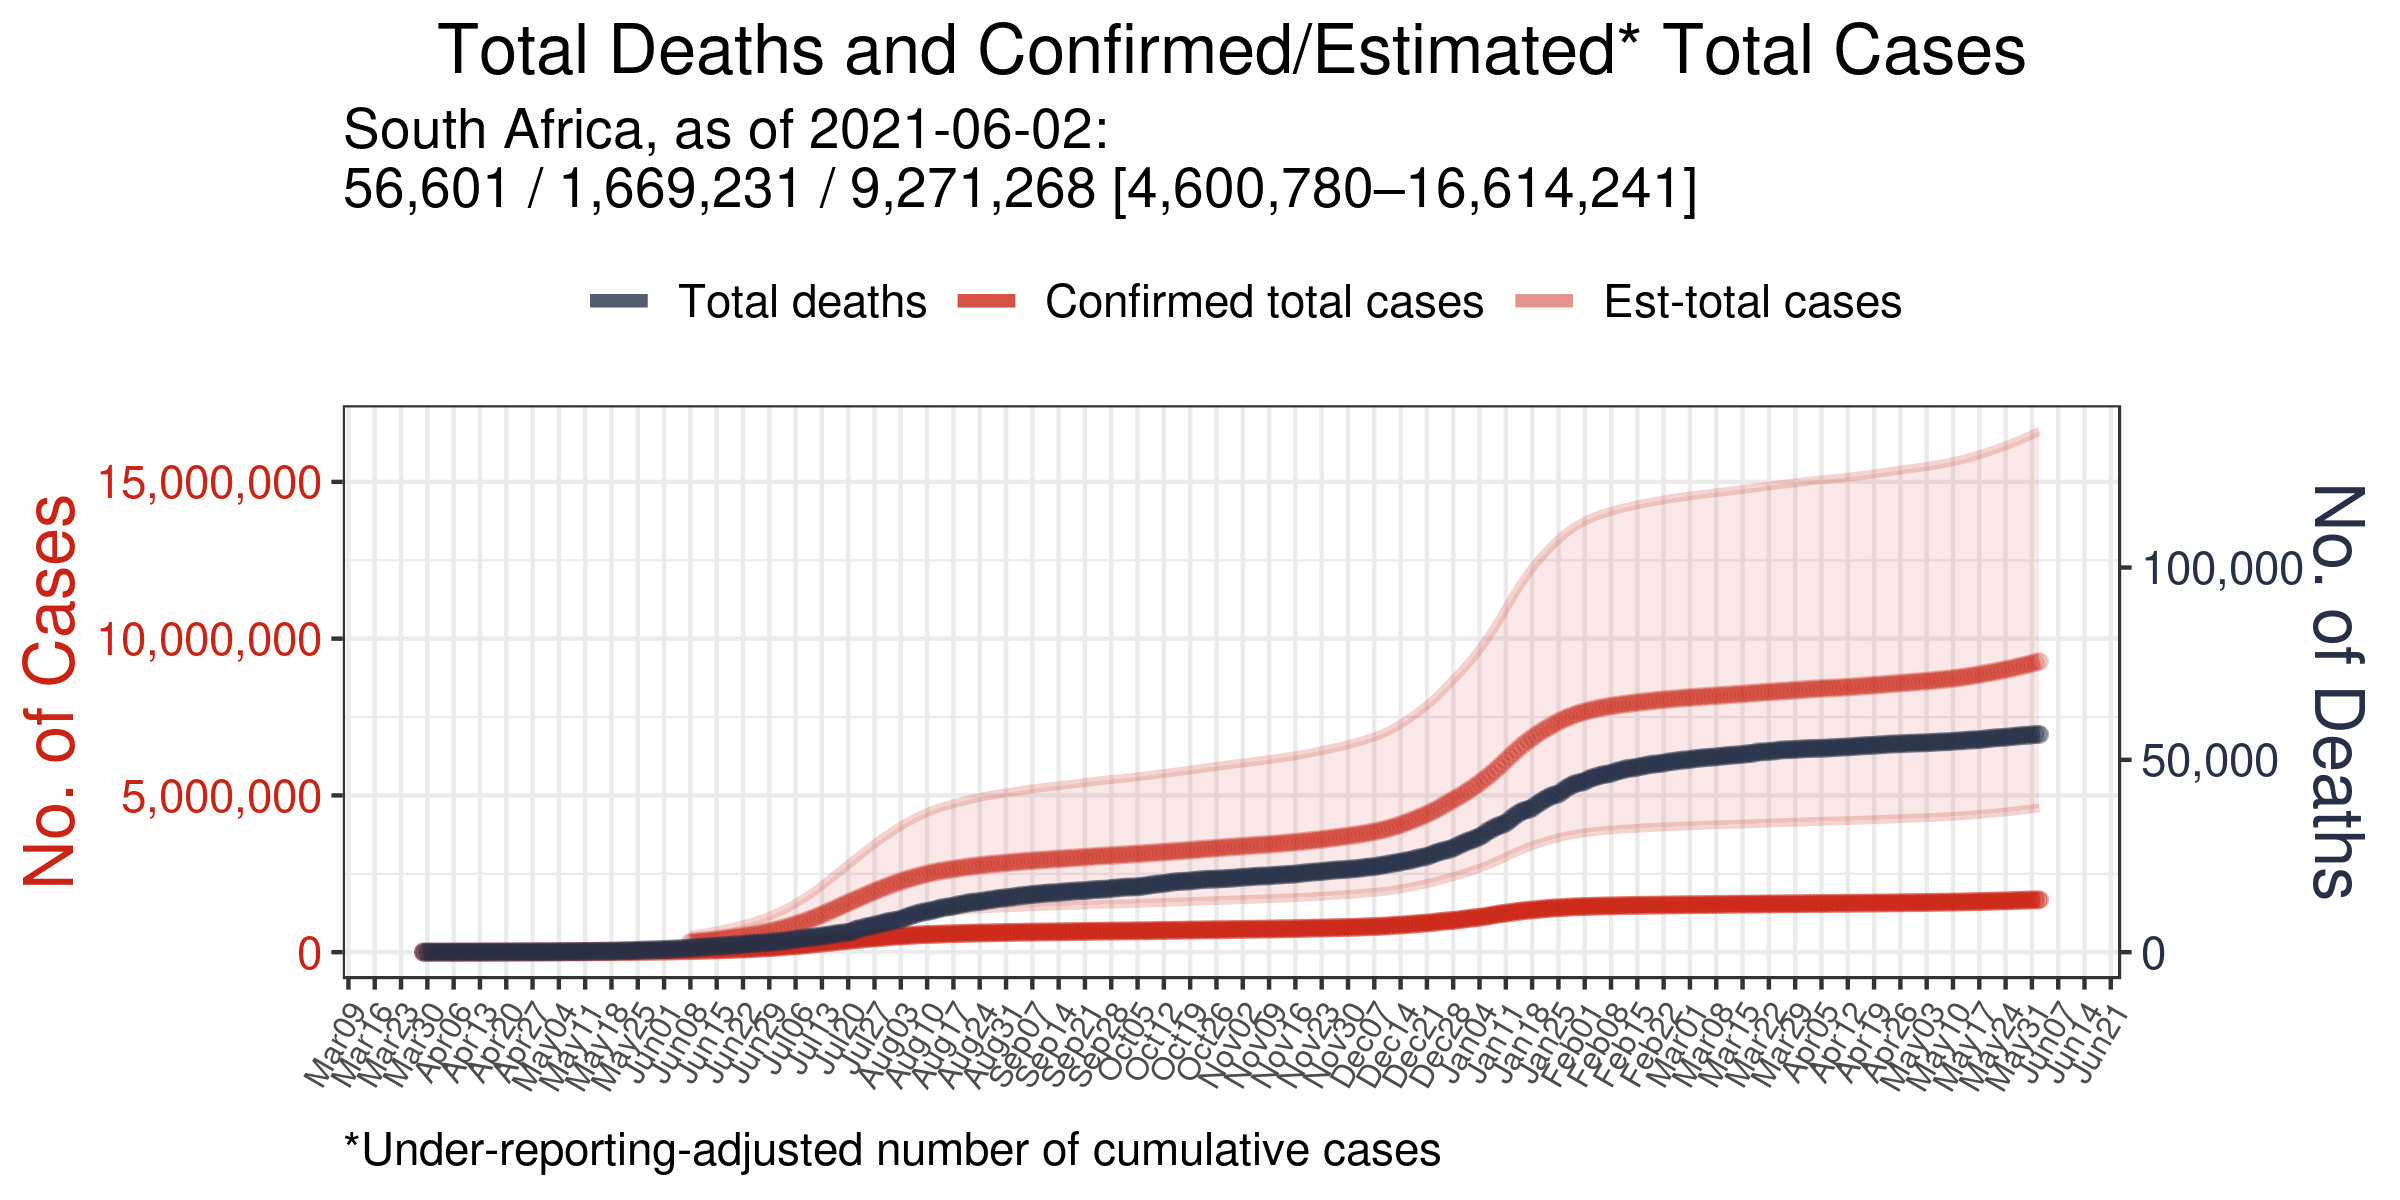 Total Deaths and Confirmed/Estimated* Total Cases
South Africa, as of 2021-06-02:
56,601 / 1,669,231 / 9,271,268 [4,600,780–16,614,241]
Total deaths
Confirmed total cases
Est-total cases
No. of Cases
15,000,000
10,000,000
5,000,000
0
No. of Deaths
100,000
50,000
0
Mar09
Mar16
Mar23
Mar30
Apr06
Apr13
Apr20
Apr27
May04
May11
May18
May25
Jun01
Jun08
Jun15
Jun22
Jun29
Jul06
Jul13
Jul20
Jul27
Aug03
Aug10
Aug17
Aug24
Aug31
Sep07
Sep14
Sep21
Sep28
Oct05
Oct12
Oct19
Oct26
Nov02
Nov09
Nov16
Nov23
Nov30
Dec07
Dec14
Dec21
Dec28
Jan04
Jan11
Jan18
Jan25
Feb01
Feb08
Feb15
Feb22
Mar01
Mar08
Mar15
Mar22
Mar29
Apr05
Apr12
Apr19
Apr26
May03
May10
May17
May24
May31
Jun07
Jun14
Jun21
*Under-reporting-adjusted number of cumulative cases